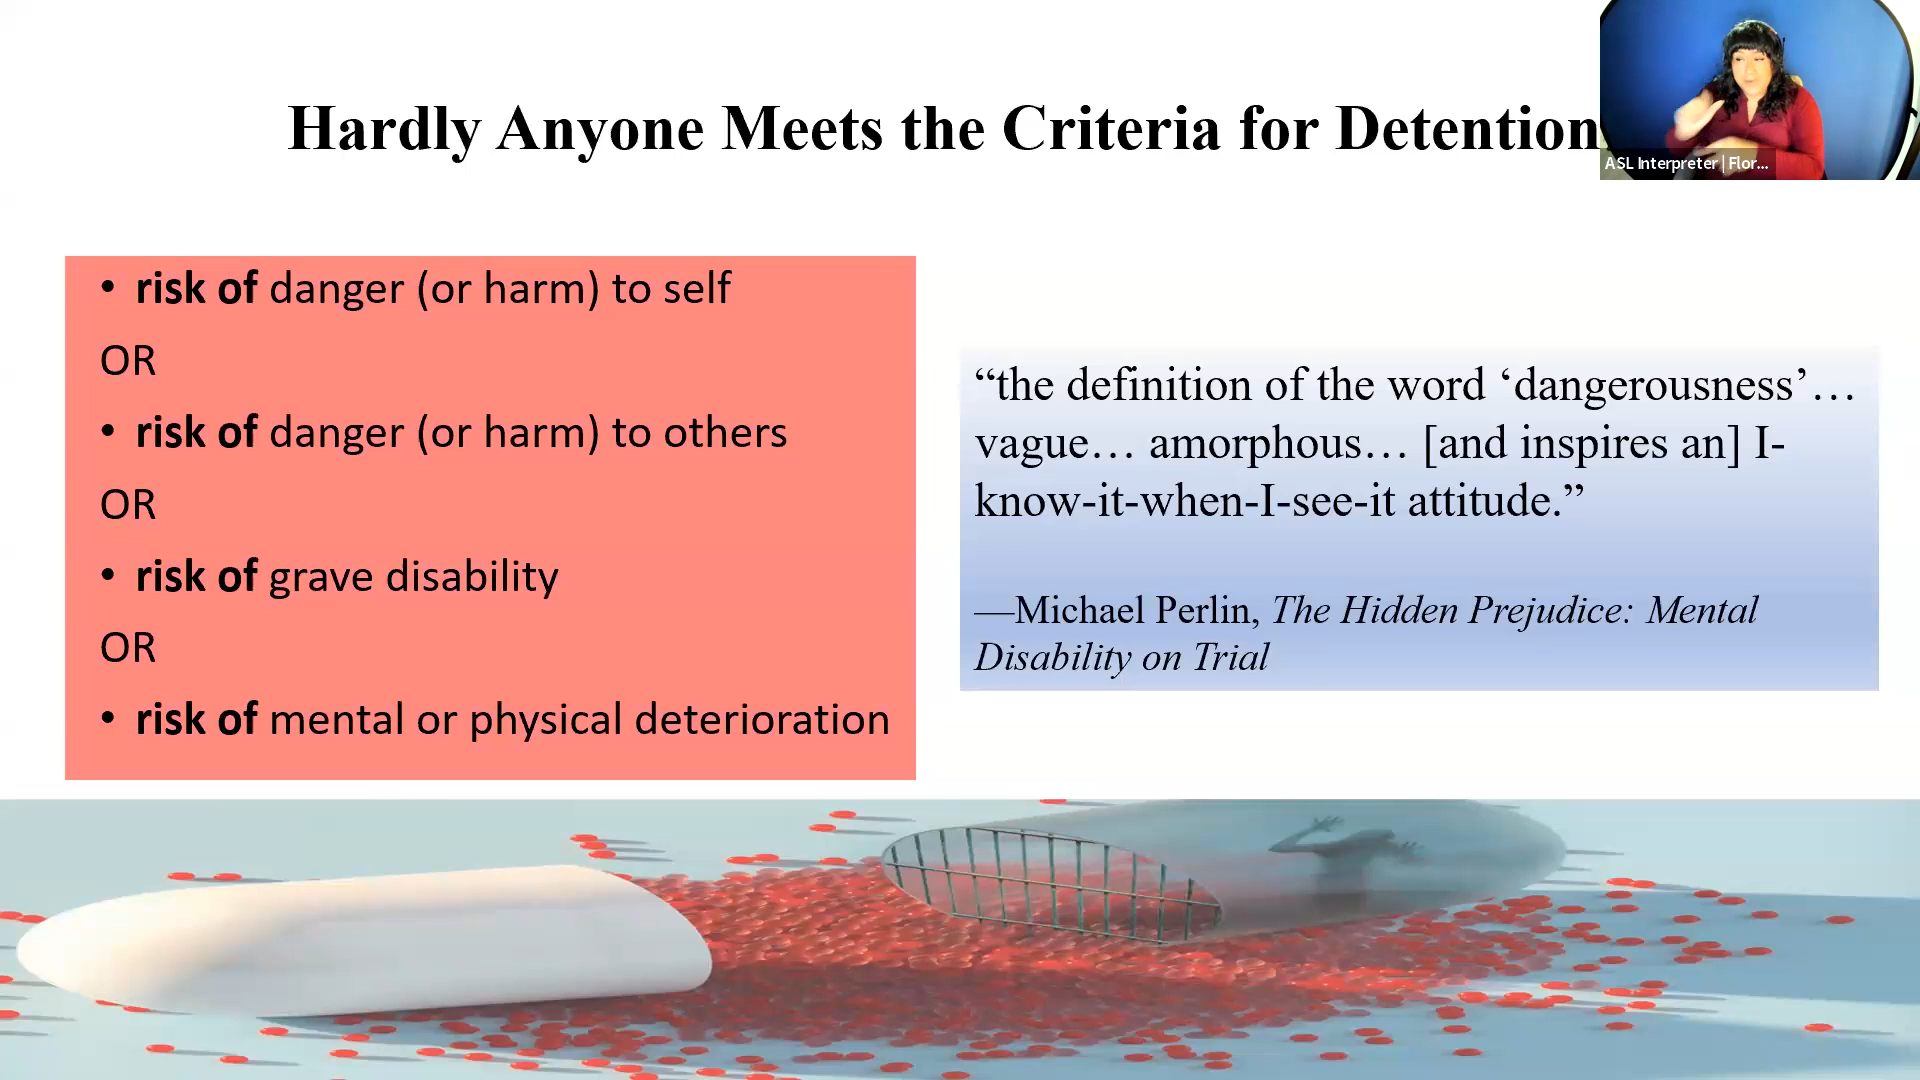 Hardly Anyone Meets the Criteria for Detention
ASL Interpreter | Flor...
• risk of danger (or harm) to self
OR
• risk of danger (or harm) to others
OR
• risk of grave disability
OR
• risk of mental or physical deterioration
“the definition of the word ‘dangerousness’…
vague… amorphous… [and inspires an] I-
know-it-when-I-see-it attitude.”
—Michael Perlin, The Hidden Prejudice: Mental
Disability on Trial